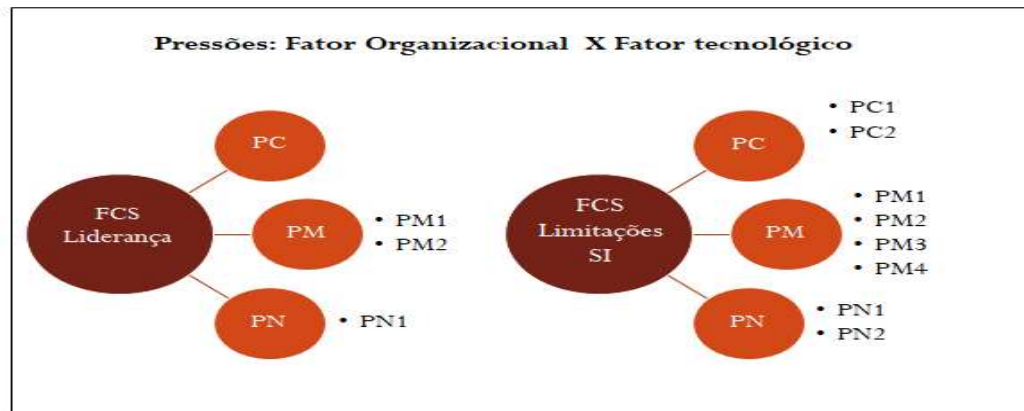 Pressões: Fator Organizacional X Fator tecnológico
FCS
Liderança
PC
PM
• PM1
• PM2
PN
• PN1
FCS
Limitações
SI
PC
• PC1
• PC2
PM
• PM1
• PM2
• PM3
• PM4
PN
• PN1
• PN2